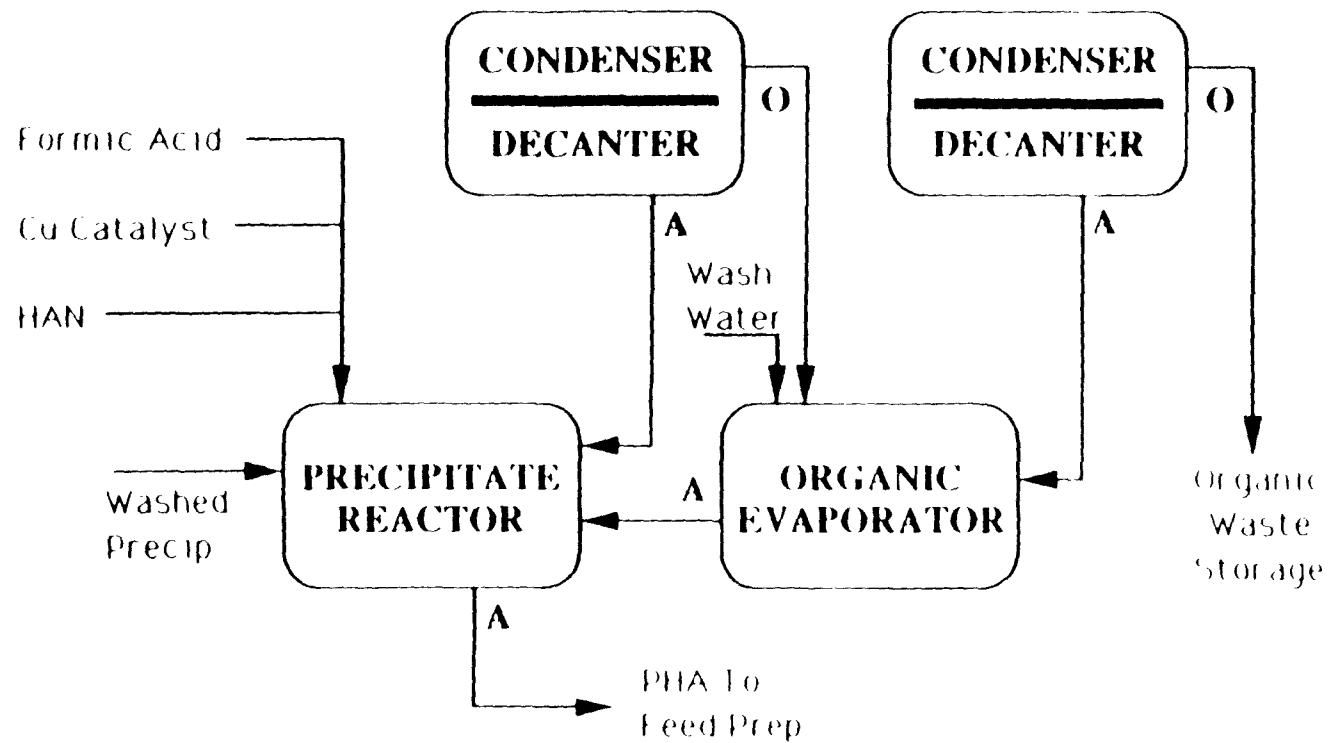 CONDENSER
DECANTER
O
A
CONDENSER
DECANTER
O
A
Formic Acid
Cu Catalyst
HAN
Wash
Water
Washed
Precip
PRECIPITATE
REACTOR
A
ORGANIC
EVAPORATOR
Organic
Waste
Storage
A
PHA To
Feed Prep